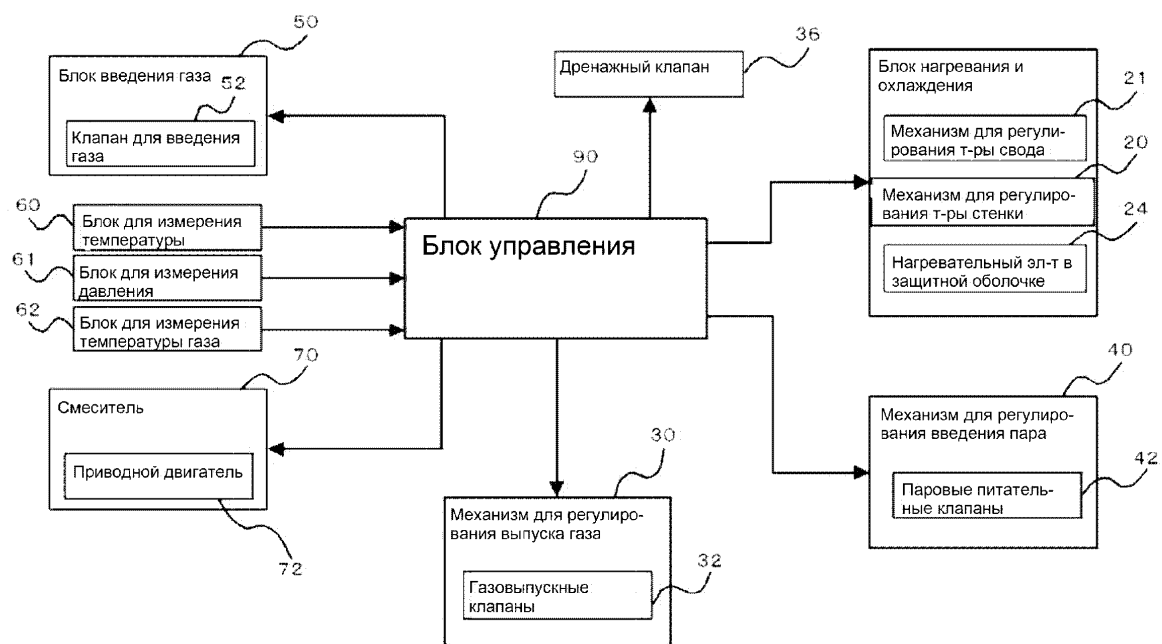 50
Блок введения газа
52
Клапан для введения
газа
36
Дренажный клапан
Блок нагревания и
охлаждения
21
Механизм для регули-
рования т-ры свода
20
Механизм для регулиро-
вания т-ры стенки
24
Нагревательный эл-т в
защитной оболочке
90
Блок управления
60
Блок для измерения
температуры
61
Блок для измерения
давления
62
Блок для измерения
температуры газа
70
Смеситель
Приводной двигатель
72
30
Механизм для регулиро-
вания выпуска газа
32
Газовыпускные
клапаны
40
Механизм для регулиро-
вания введения пара
42
Паровые питатель-
ные клапаны